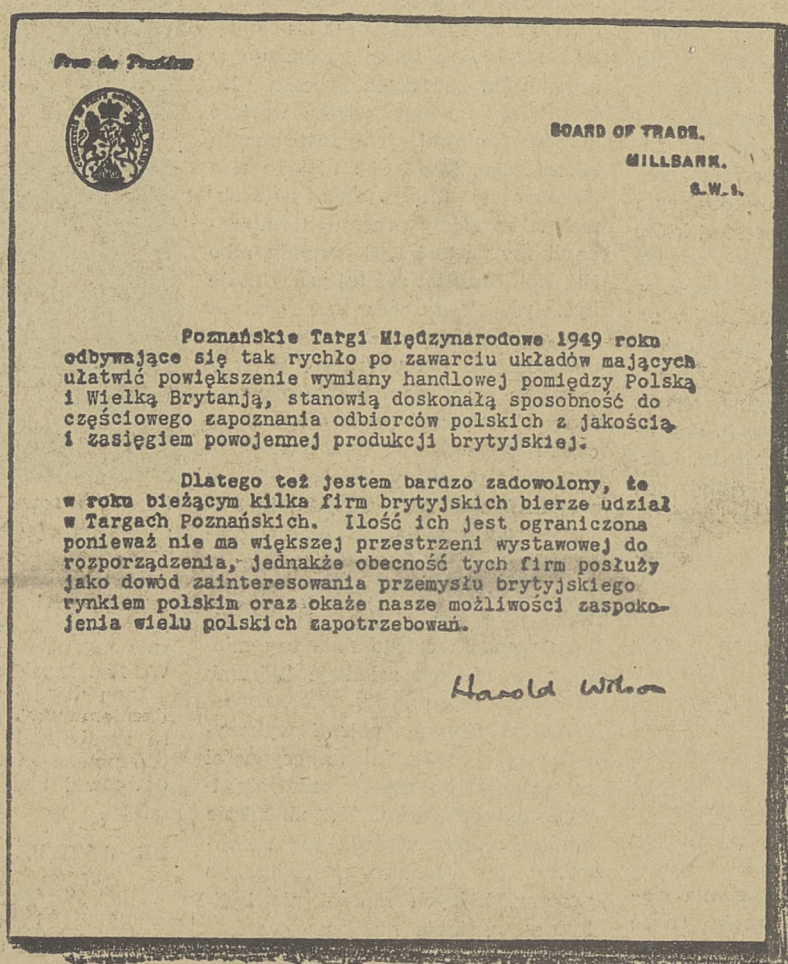 From the President
BOARD OF TRADE.
MILLBANK.
S.W.1.
Poznańskie Targi Międzynarodowe 1949 roku
odbywające się tak rychło po zawarciu układów mających
ułatwić powiększenie wymiany handlowej pomiędzy Polską
i Wielką Brytanją, stanowią doskonałą sposobność do
częściowego zapoznania odbiorców polskich z jakością
i zasięgiem powojennej produkcji brytyjskiej.
Dlatego też jestem bardzo zadowolony, że
w roku bieżącym kilka firm brytyjskich bierze udział
w Targach Poznańskich. Ilość ich jest ograniczona
ponieważ nie ma większej przestrzeni wystawowej do
rozporządzenia, jednakże obecność tych firm posłuży
jako dowód zainteresowania przemysłu brytyjskiego
rynkiem polskim oraz okaże nasze możliwości zaspoko-
jenia wielu polskich zapotrzebowań.
Harold Wilson